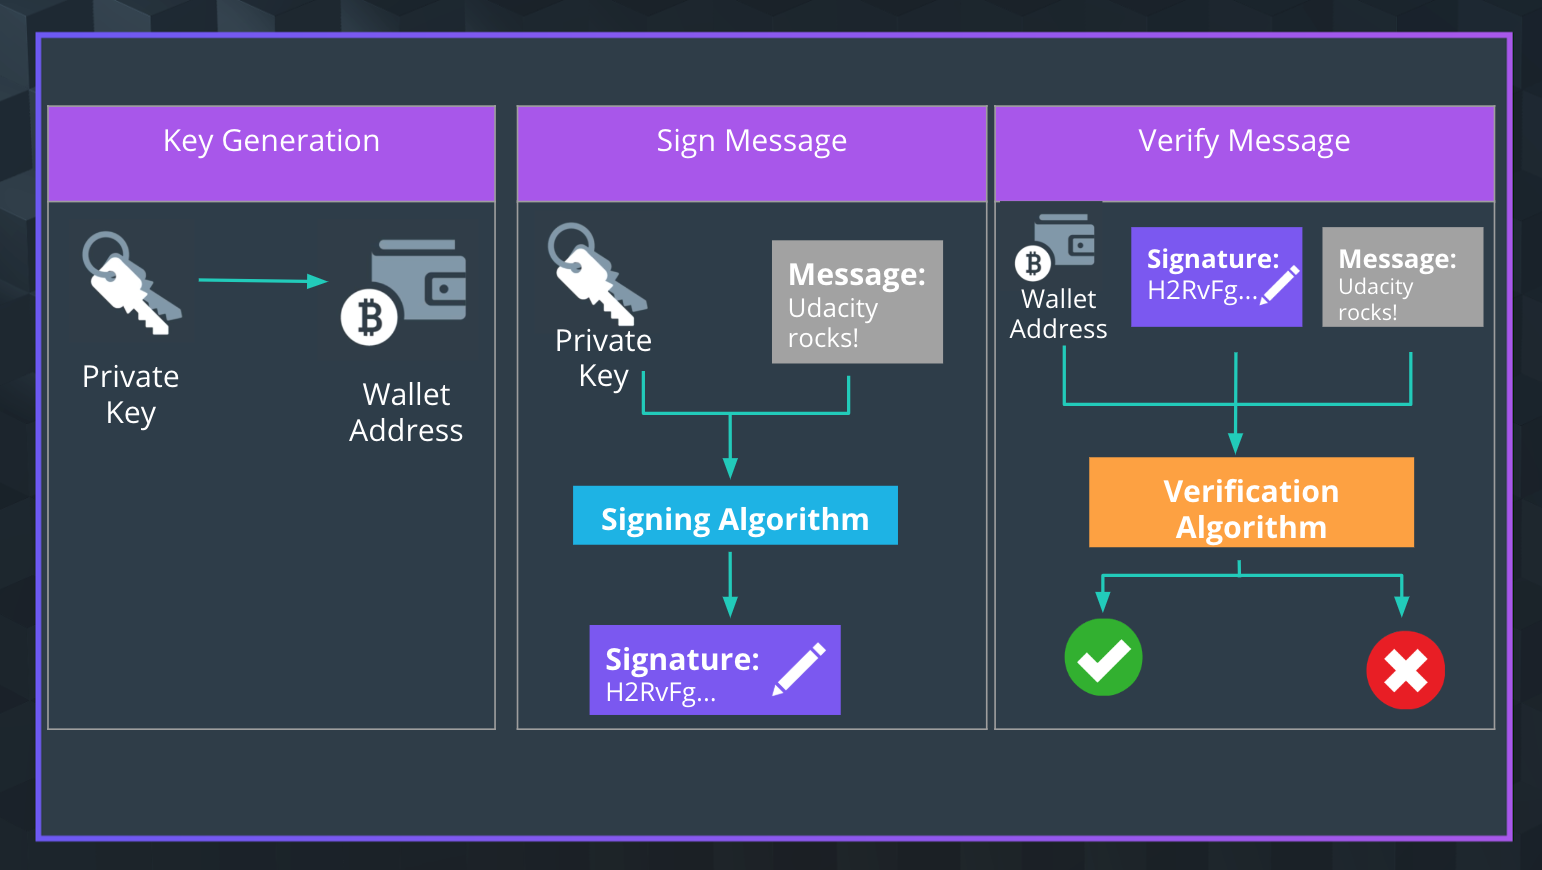 Key Generation
Private
Key
Wallet
Address
Sign Message
Private
Key
Message:
Udacity
rocks!
Signing Algorithm
Signature:
H2RvFg...
Verify Message
Wallet
Address
Signature:
H2RvFg...
Message:
Udacity
rocks!
Verification
Algorithm